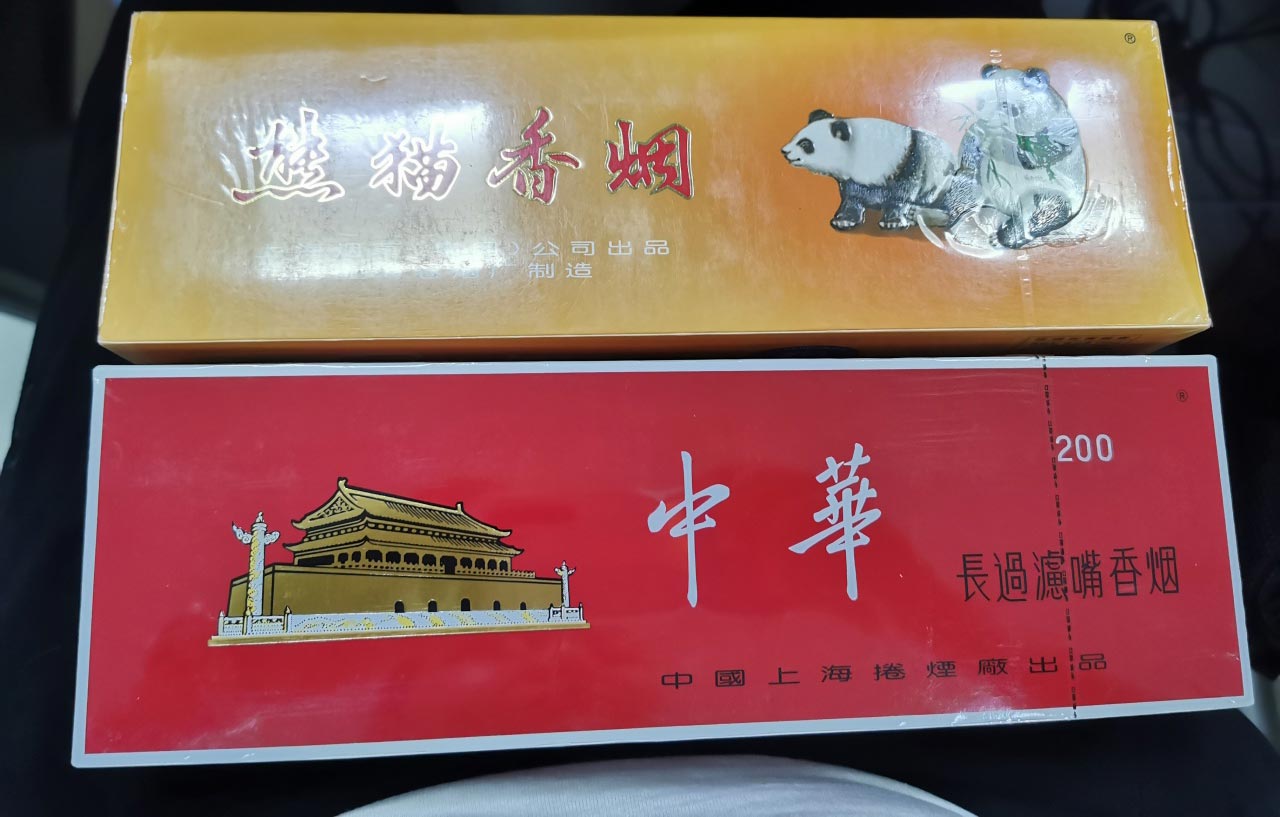 ®
熊猫香烟
公司出品
制造
®
200
中華
長過濾嘴香烟
中國上海捲煙廠出品